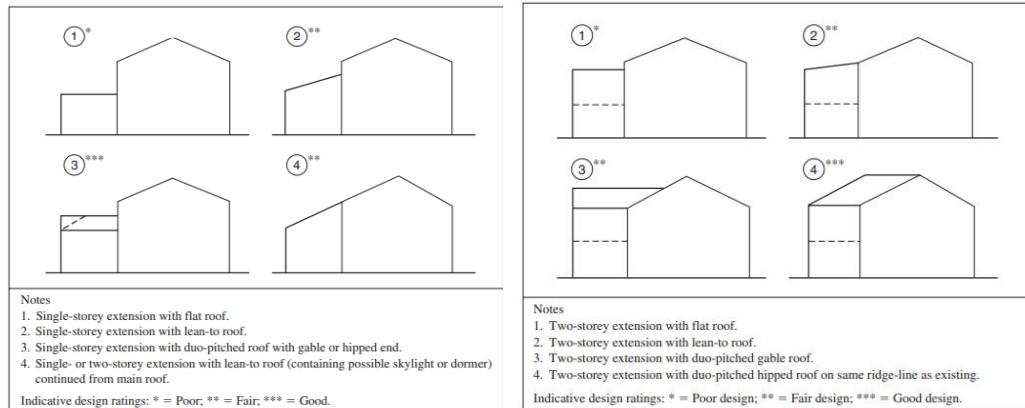 1 *
2 **
3 ***
4 **
Notes
1. Single-storey extension with flat roof.
2. Single-storey extension with lean-to roof.
3. Single-storey extension with duo-pitched roof with gable or hipped end.
4. Single- or two-storey extension with lean-to roof (containing possible skylight or dormer)
continued from main roof.
Indicative design ratings: * = Poor; ** = Fair; *** = Good.
1 *
2 **
3 **
4 ***
Notes
1. Two-storey extension with flat roof.
2. Two-storey extension with lean-to roof.
3. Two-storey extension with duo-pitched gable roof.
4. Two-storey extension with duo-pitched hipped roof on same ridge-line as existing.
Indicative design ratings: * = Poor design; ** = Fair design; *** = Good design.